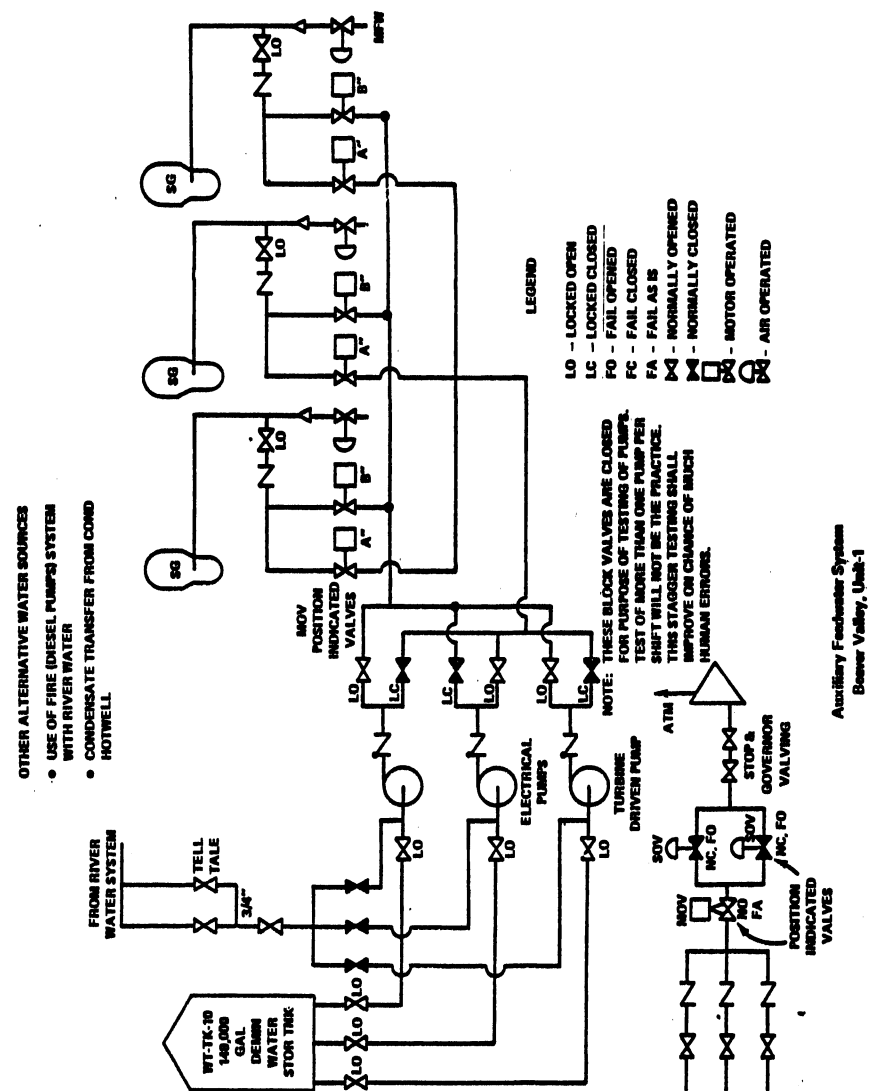 OTHER ALTERNATIVE WATER SOURCES
• USE OF FIRE (DIESEL PUMPS) SYSTEM
WITH RIVER WATER
• CONDENSATE TRANSFER FROM COND
HOTWELL
FROM RIVER
WATER SYSTEM
TELL
TALE
3/4"
WT-TK-10
140,000
GAL
DEMIN
WATER
STOR TNK
LO
LO
LO
LO
LO
LO
ELECTRICAL
PUMPS
TURBINE
DRIVEN PUMP
LO
LC
LC
LO
LO
LC
MOV
POSITION
INDICATED
VALVES
SG
SG
SG
LO
LO
LO
A"
B"
A"
B"
A"
B"
MFW
NOTE: THESE BLOCK VALVES ARE CLOSED
FOR PURPOSE OF TESTING OF PUMPS.
TEST OF MORE THAN ONE PUMP PER
SHIFT WILL NOT BE THE PRACTICE.
THIS STAGGER TESTING SHALL
IMPROVE ON CHANCE OF MUCH
HUMAN ERRORS.
LEGEND
LO – LOCKED OPEN
LC – LOCKED CLOSED
FO – FAIL OPENED
FC – FAIL CLOSED
FA – FAIL AS IS
– NORMALLY OPENED
– NORMALLY CLOSED
– MOTOR OPERATED
– AIR OPERATED
MOV
NO
FA
SOV
NC, FO
SOV
NC, FO
POSITION
INDICATED
VALVES
STOP &
GOVERNOR
VALVING
ATM
Auxiliary Feedwater System
Beaver Valley, Unit-1